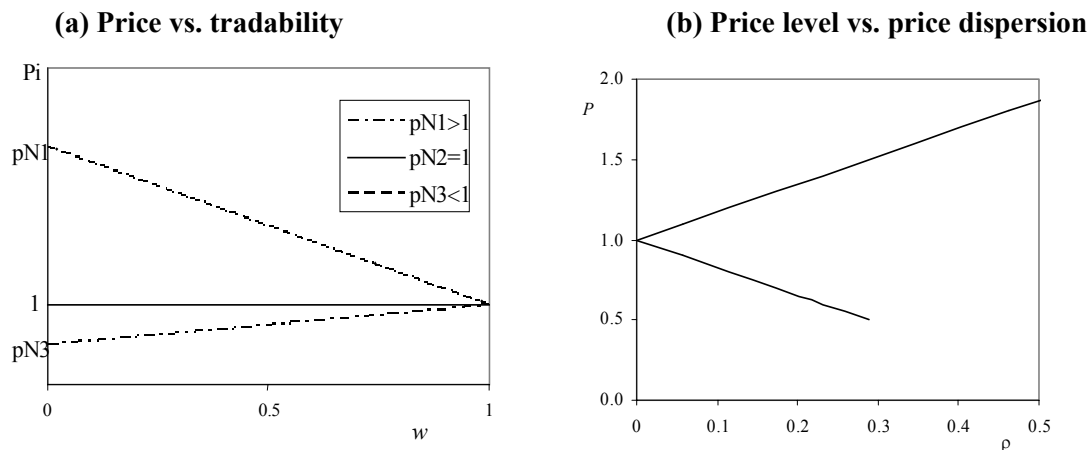 (a) Price vs. tradability
Pi
pN1
1
pN3
0
0.5
1
w
pN1>1
pN2=1
pN3<1
(b) Price level vs. price dispersion
P
2.0
1.5
1.0
0.5
0.0
0
0.1
0.2
0.3
0.4
0.5
ρ